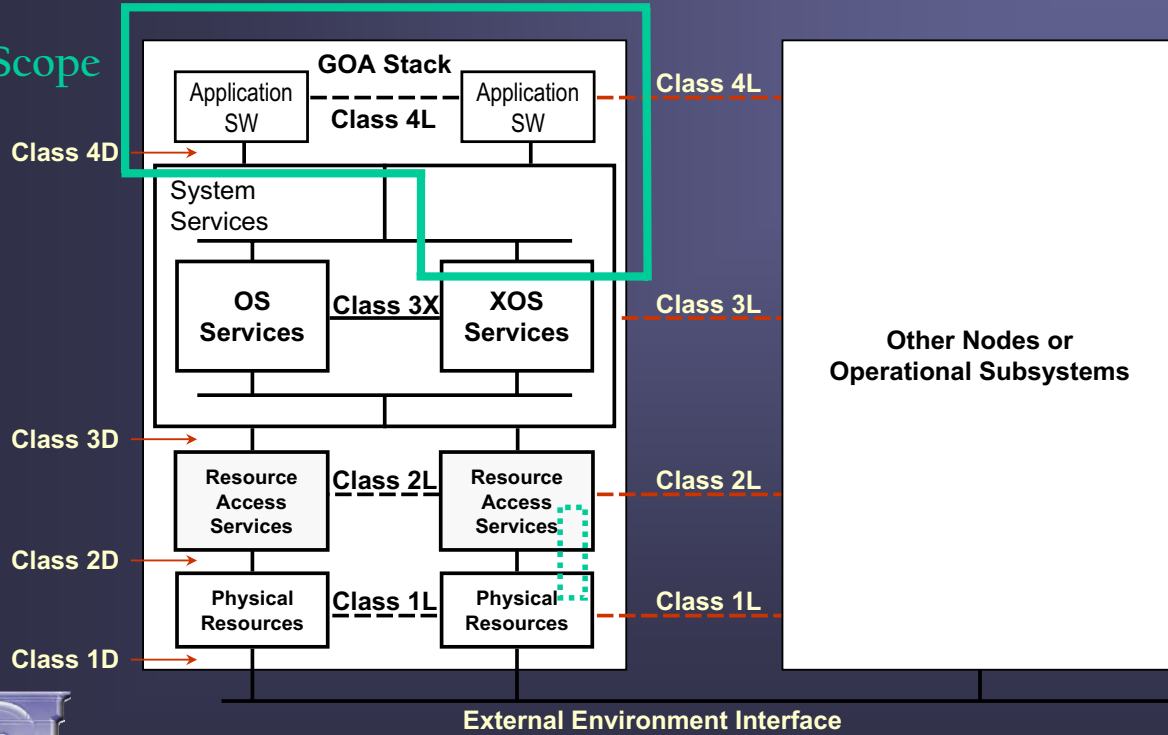 Scope
GOA Stack
Application
SW
Class 4L
Application
SW
Class 4L
Class 4D
System
Services
OS
Services
Class 3X
XOS
Services
Class 3L
Other Nodes or
Operational Subsystems
Class 3D
Resource
Access
Services
Class 2L
Resource
Access
Services
Class 2L
Class 2D
Physical
Resources
Class 1L
Physical
Resources
Class 1L
Class 1D
External Environment Interface